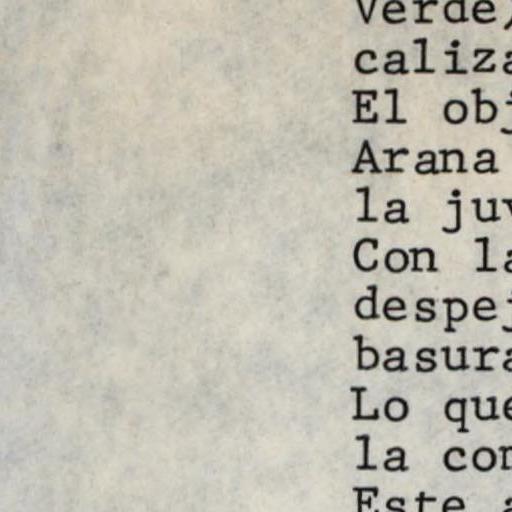 Verde)
caliza
El obj
Arana
la juv
Con la
despej
basura
Lo que
la con
Este a